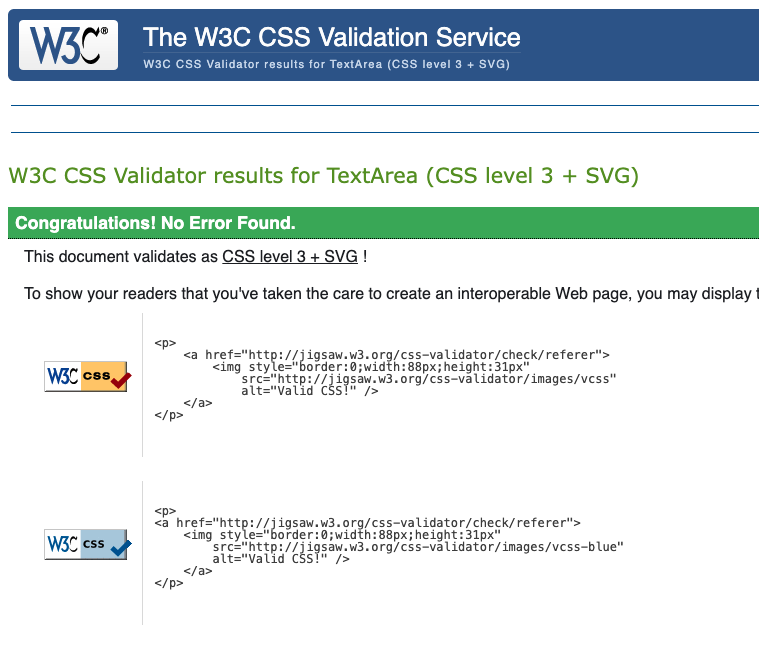 W3C®
The W3C CSS Validation Service
W3C CSS Validator results for TextArea (CSS level 3 + SVG)
W3C CSS Validator results for TextArea (CSS level 3 + SVG)
Congratulations! No Error Found.
This document validates as CSS level 3 + SVG !
To show your readers that you've taken the care to create an interoperable Web page, you may display
<p>
<a href="http://jigsaw.w3.org/css-validator/check/referer">
<img style="border:0;width:88px;height:31px"
src="http://jigsaw.w3.org/css-validator/images/vcss"
alt="Valid CSS!" />
</a>
</p>
W3C css
<p>
<a href="http://jigsaw.w3.org/css-validator/check/referer">
<img style="border:0;width:88px;height:31px"
src="http://jigsaw.w3.org/css-validator/images/vcss-blue"
alt="Valid CSS!" />
</a>
</p>
W3C css